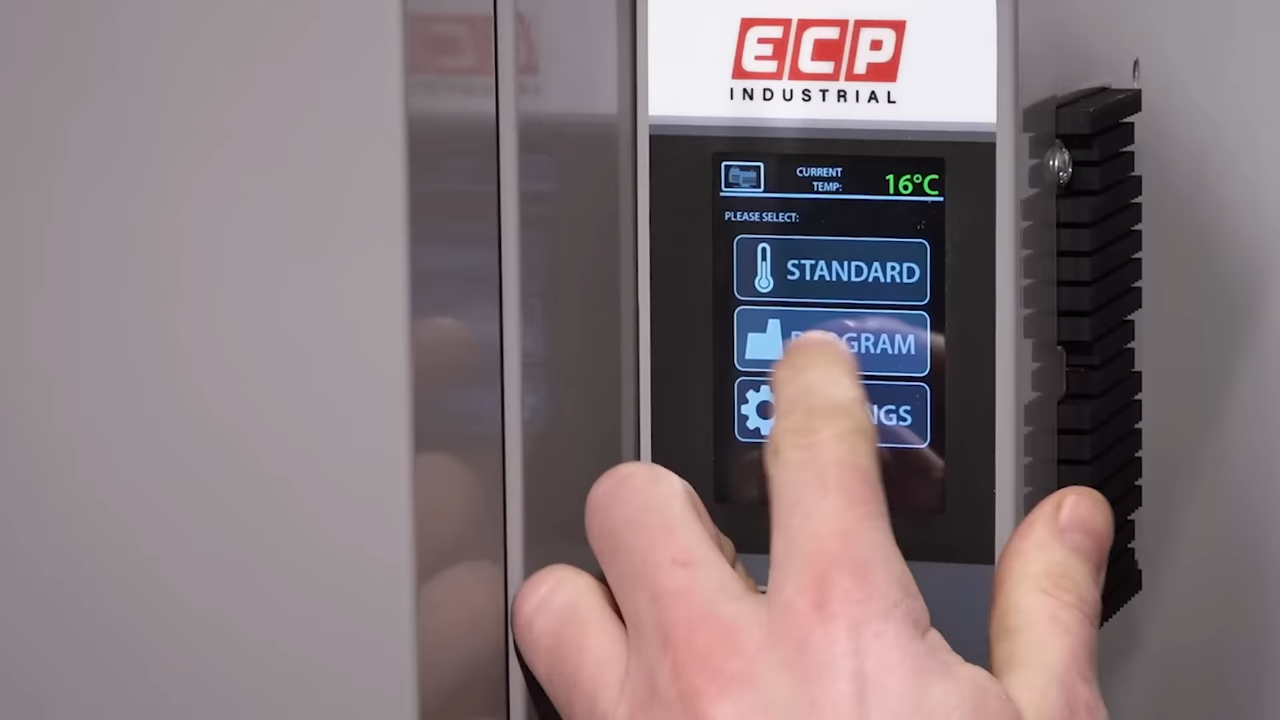 ECP
INDUSTRIAL
CURRENT
TEMP:
16°C
PLEASE SELECT:
STANDARD